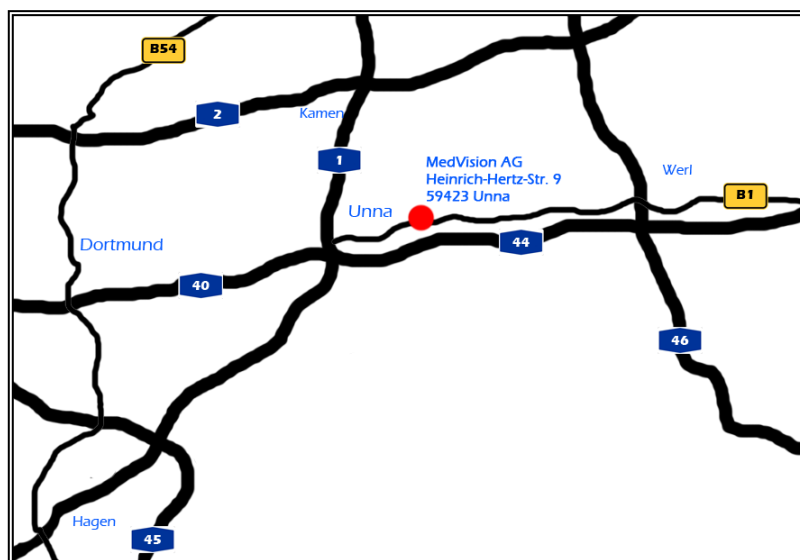 B54
2
Kamen
1
MedVision AG
Heinrich-Hertz-Str. 9
59423 Unna
Werl
B1
Unna
Dortmund
44
40
46
Hagen
45